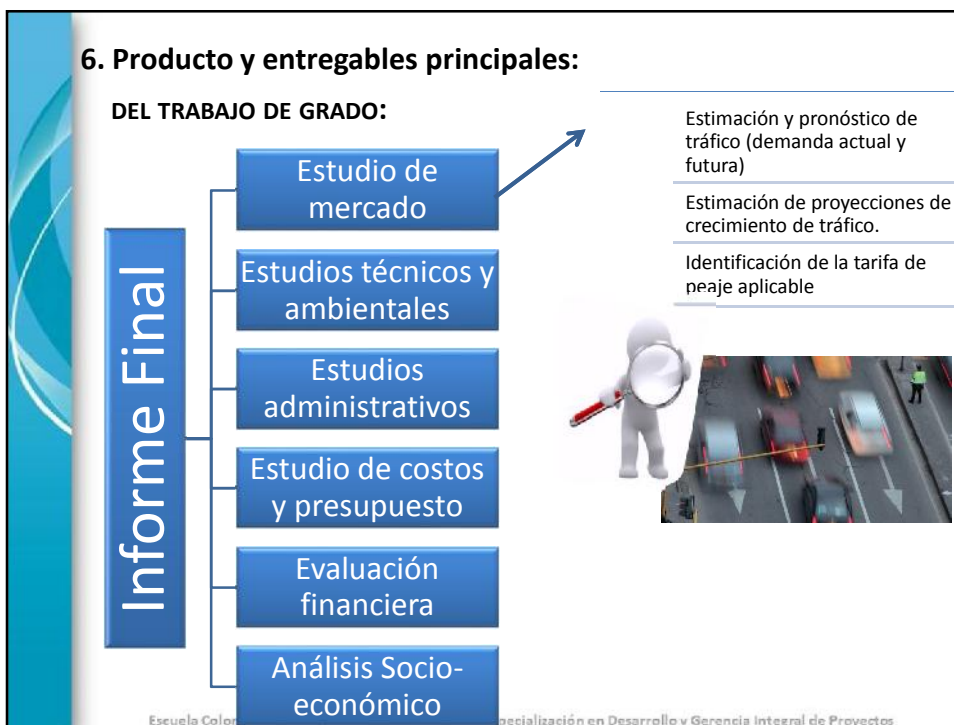 6. Producto y entregables principales:
DEL TRABAJO DE GRADO:
Informe Final
Estudio de
mercado
Estudios técnicos y
ambientales
Estudios
administrativos
Estudio de costos
y presupuesto
Evaluación
financiera
Análisis Socio-
económico
Estimación y pronóstico de
tráfico (demanda actual y
futura)
Estimación de proyecciones de
crecimiento de tráfico.
Identificación de la tarifa de
peaje aplicable
Escuela
en Desarrollo y Gerencia Integral de Proyectos